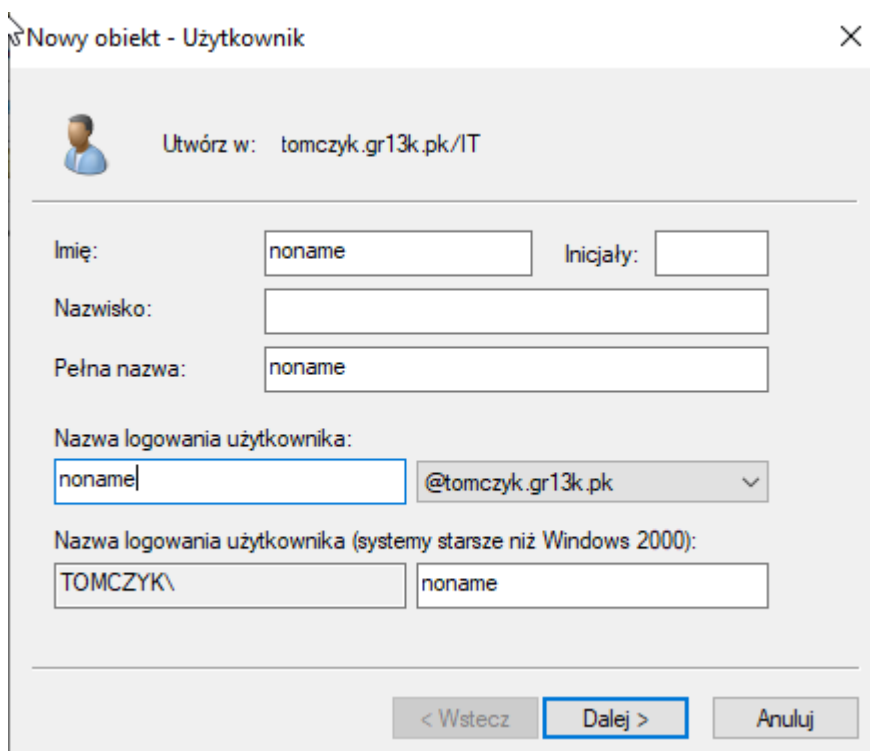 Nowy obiekt - Użytkownik
Utwórz w: tomczyk.gr13k.pk/IT
Imię: noname Inicjały:
Nazwisko:
Pełna nazwa: noname
Nazwa logowania użytkownika:
noname @tomczyk.gr13k.pk
Nazwa logowania użytkownika (systemy starsze niż Windows 2000):
TOMCZYK\ noname
< Wstecz Dalej > Anuluj